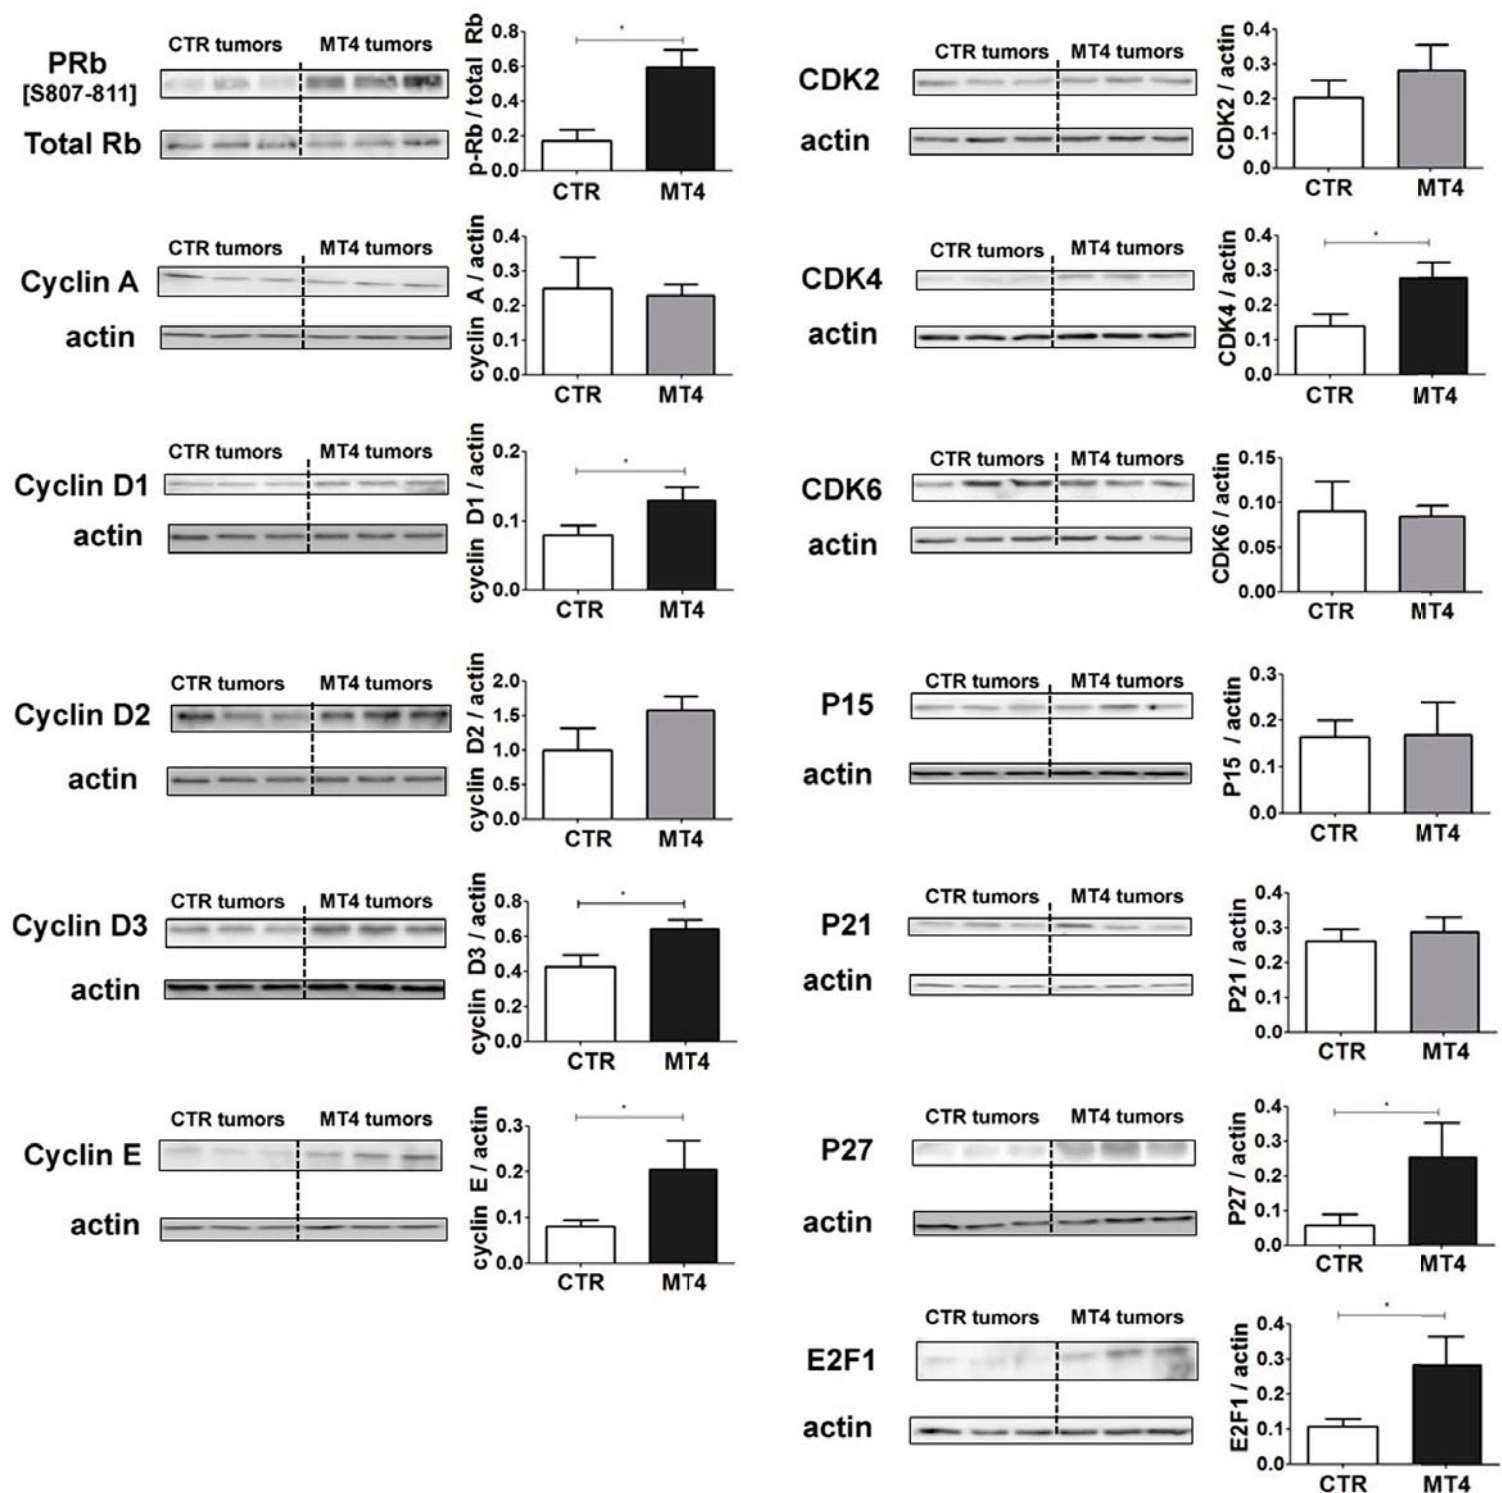 CTR tumors MT4 tumors
PRb
[S807-811]
Total Rb
p-Rb / total Rb
0.8
0.6
0.4
0.2
0.0
CTR MT4
*
CTR tumors MT4 tumors
CDK2
actin
CDK2 / actin
0.4
0.3
0.2
0.1
0.0
CTR MT4
CTR tumors MT4 tumors
Cyclin A
actin
cyclin A / actin
0.4
0.3
0.2
0.1
0.0
CTR MT4
CTR tumors MT4 tumors
CDK4
actin
CDK4 / actin
0.4
0.3
0.2
0.1
0.0
CTR MT4
*
CTR tumors MT4 tumors
Cyclin D1
actin
cyclin D1 / actin
0.2
0.1
0.0
CTR MT4
*
CTR tumors MT4 tumors
CDK6
actin
CDK6 / actin
0.15
0.10
0.05
0.00
CTR MT4
CTR tumors MT4 tumors
Cyclin D2
actin
cyclin D2 / actin
2.0
1.5
1.0
0.5
0.0
CTR MT4
CTR tumors MT4 tumors
P15
actin
P15 / actin
0.3
0.2
0.1
0.0
CTR MT4
CTR tumors MT4 tumors
Cyclin D3
actin
cyclin D3 / actin
0.8
0.6
0.4
0.2
0.0
CTR MT4
*
CTR tumors MT4 tumors
P21
actin
P21 / actin
0.4
0.3
0.2
0.1
0.0
CTR MT4
CTR tumors MT4 tumors
Cyclin E
actin
cyclin E / actin
0.3
0.2
0.1
0.0
CTR MT4
*
CTR tumors MT4 tumors
P27
actin
P27 / actin
0.4
0.3
0.2
0.1
0.0
CTR MT4
*
CTR tumors MT4 tumors
E2F1
actin
E2F1 / actin
0.4
0.3
0.2
0.1
0.0
CTR MT4
*